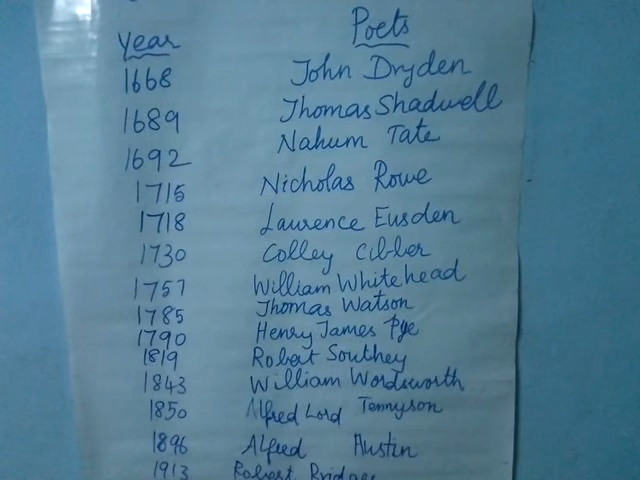 Year Poets
1668 John Dryden
1689 Thomas Shadwell
1692 Nahum Tate
1715 Nicholas Rowe
1718 Laurence Eusden
1730 Colley Cibber
1757 William Whitehead
1785 Thomas Watson
1790 Henry James Pye
1819 Robert Southey
1843 William Wordsworth
1850 Alfred Lord Tennyson
1896 Alfred Austin
1913 Robert Bridges